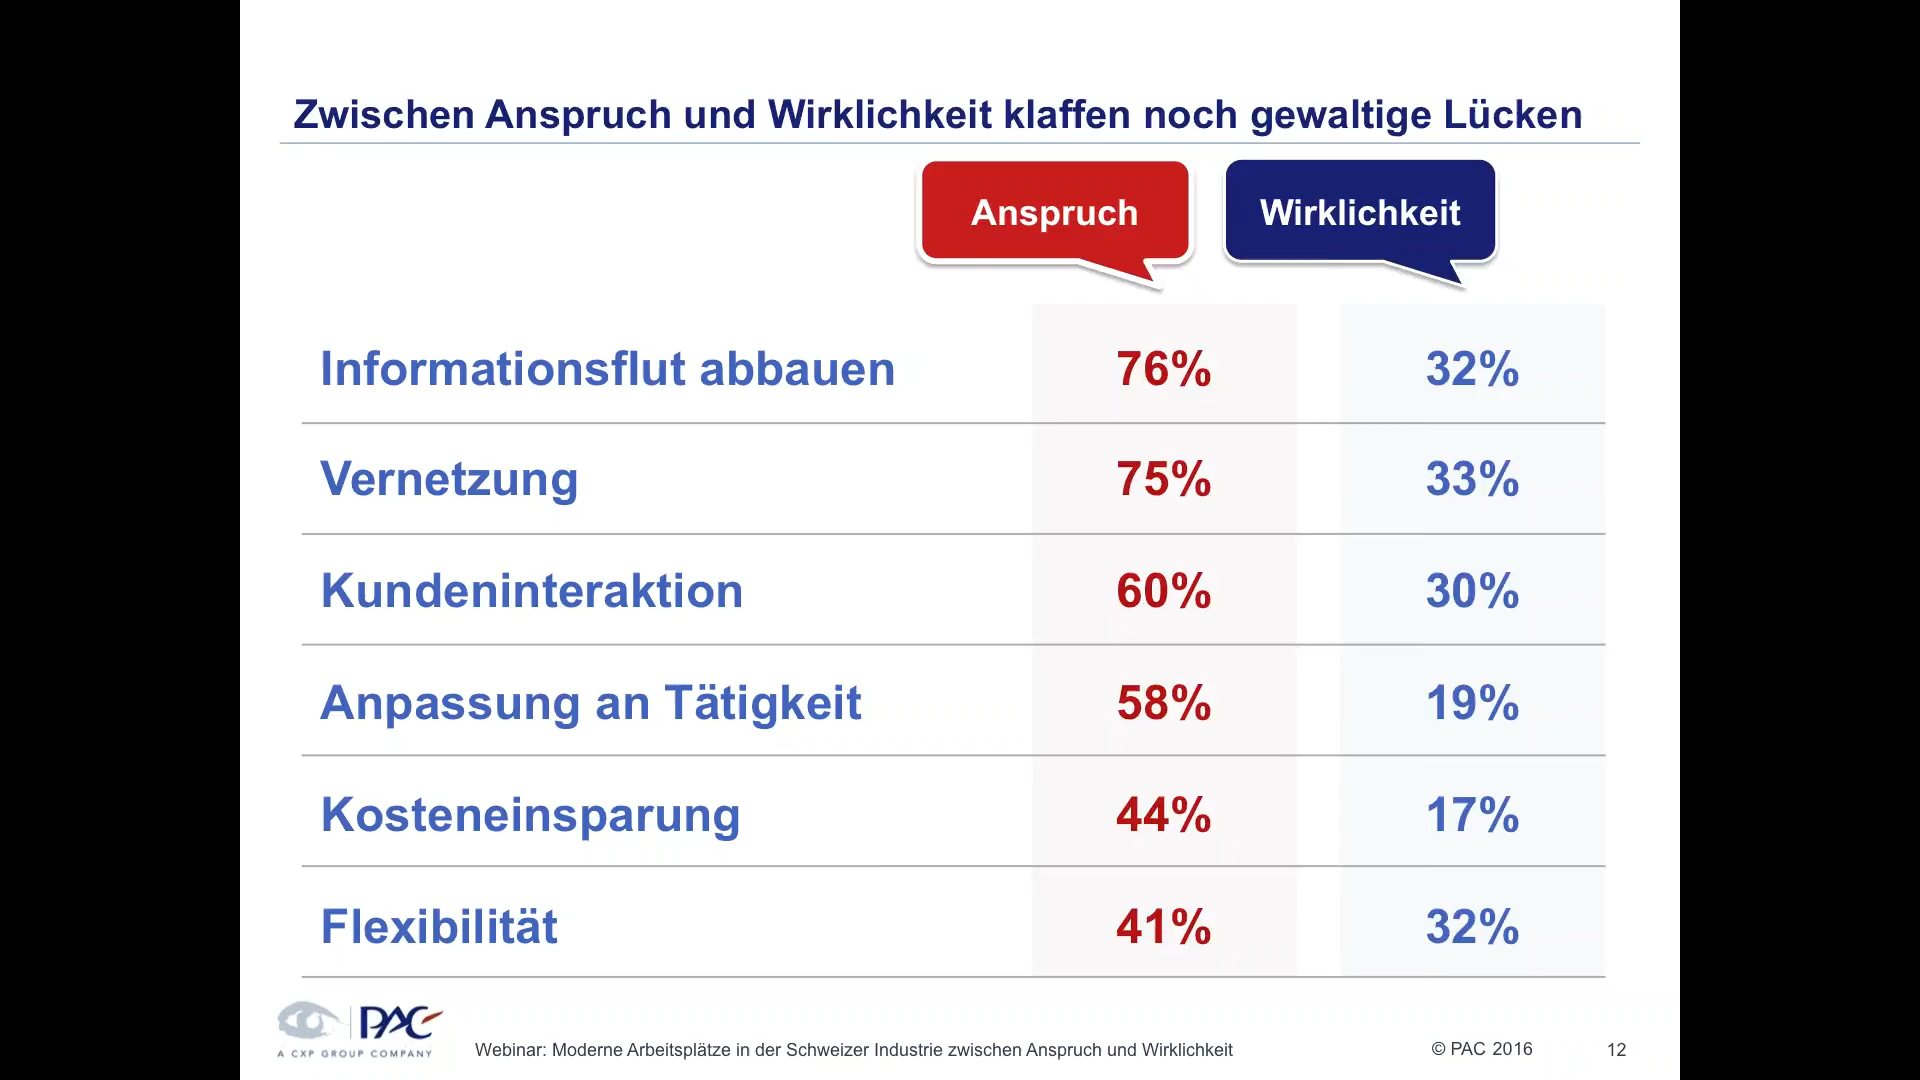 Zwischen Anspruch und Wirklichkeit klaffen noch gewaltige Lücken
Anspruch Wirklichkeit
Informationsflut abbauen 76% 32%
Vernetzung 75% 33%
Kundeninteraktion 60% 30%
Anpassung an Tätigkeit 58% 19%
Kosteneinsparung 44% 17%
Flexibilität 41% 32%
PAC
A CXP GROUP COMPANY
Webinar: Moderne Arbeitsplätze in der Schweizer Industrie zwischen Anspruch und Wirklichkeit © PAC 2016 12